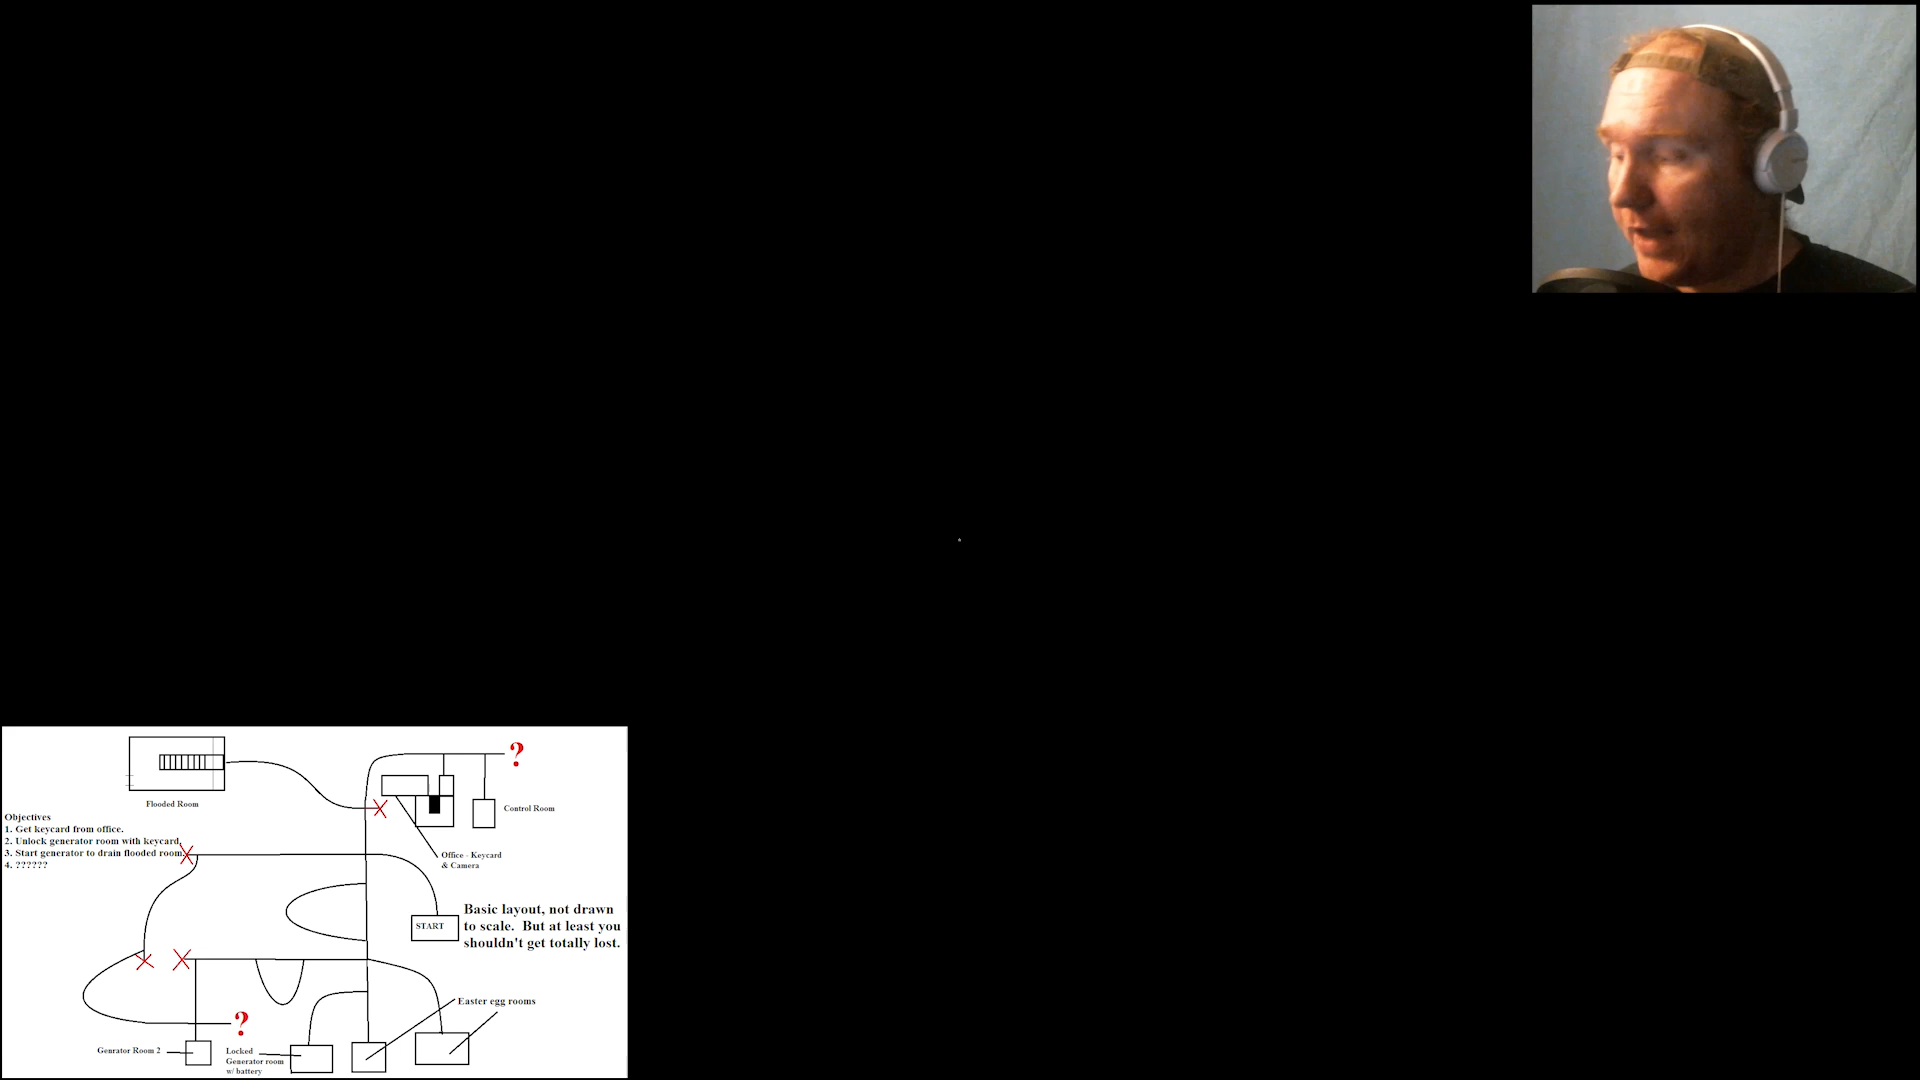 ?
Flooded Room
Control Room
Objectives
1. Get keycard from office.
2. Unlock generator room with keycard.
3. Start generator to drain flooded room.
4. ??????
Office - Keycard
& Camera
START
Basic layout, not drawn
to scale. But at least you
shouldn't get totally lost.
Easter egg rooms
?
Genrator Room 2
Locked
Generator room
w/ battery